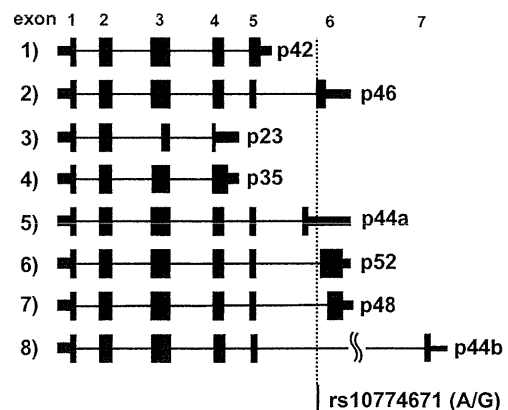 exon 1 2 3 4 5 6 7
1) p42
2) p46
3) p23
4) p35
5) p44a
6) p52
7) p48
8) p44b
rs10774671 (A/G)